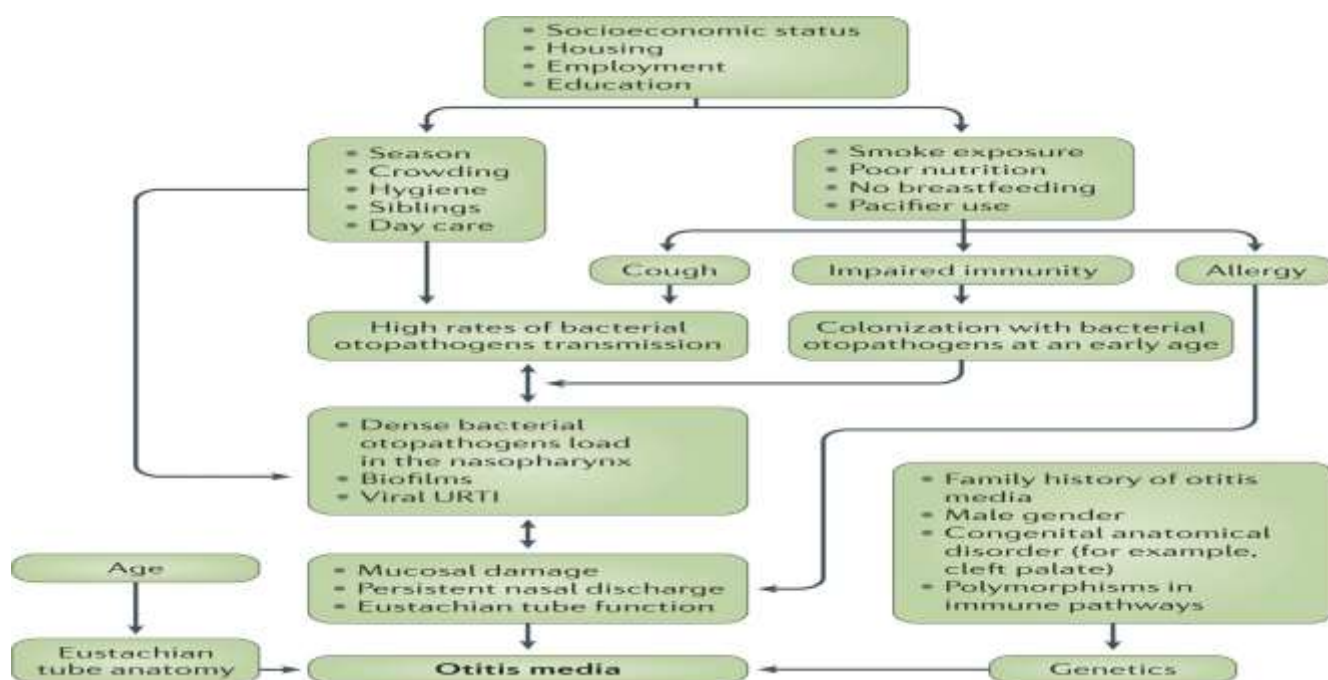 • Socioeconomic status
• Housing
• Employment
• Education
• Season
• Crowding
• Hygiene
• Siblings
• Day care
• Smoke exposure
• Poor nutrition
• No breastfeeding
• Pacifier use
Cough
Impaired immunity
Allergy
High rates of bacterial
otopathogens transmission
Colonization with bacterial
otopathogens at an early age
• Dense bacterial
otopathogens load
in the nasopharynx
• Biofilms
• Viral URTI
• Family history of otitis
media
• Male gender
• Congenital anatomical
disorder (for example,
cleft palate)
• Polymorphisms in
immune pathways
Age
• Mucosal damage
• Persistent nasal discharge
• Eustachian tube function
Eustachian
tube anatomy
Otitis media
Genetics